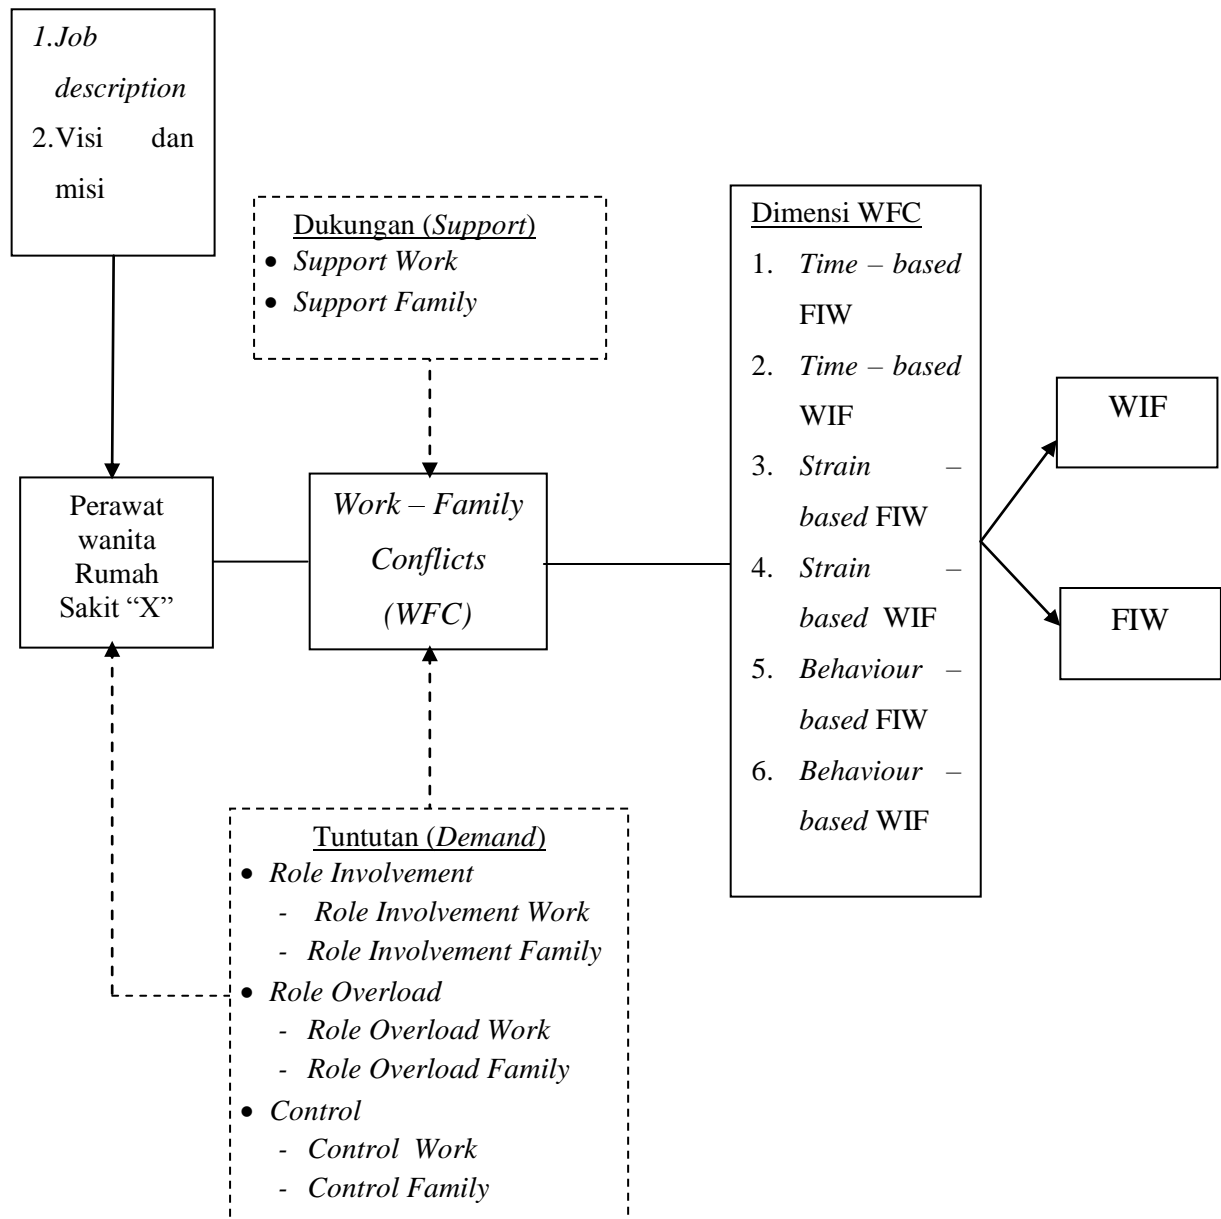 1.Job
description
2.Visi dan
misi
Dukungan (Support)
• Support Work
• Support Family
Perawat
wanita
Rumah
Sakit “X”
Work – Family
Conflicts
(WFC)
Tuntutan (Demand)
• Role Involvement
- Role Involvement Work
- Role Involvement Family
• Role Overload
- Role Overload Work
- Role Overload Family
• Control
- Control Work
- Control Family
Dimensi WFC
1. Time – based
FIW
2. Time – based
WIF
3. Strain –
based FIW
4. Strain –
based WIF
5. Behaviour –
based FIW
6. Behaviour –
based WIF
WIF
FIW